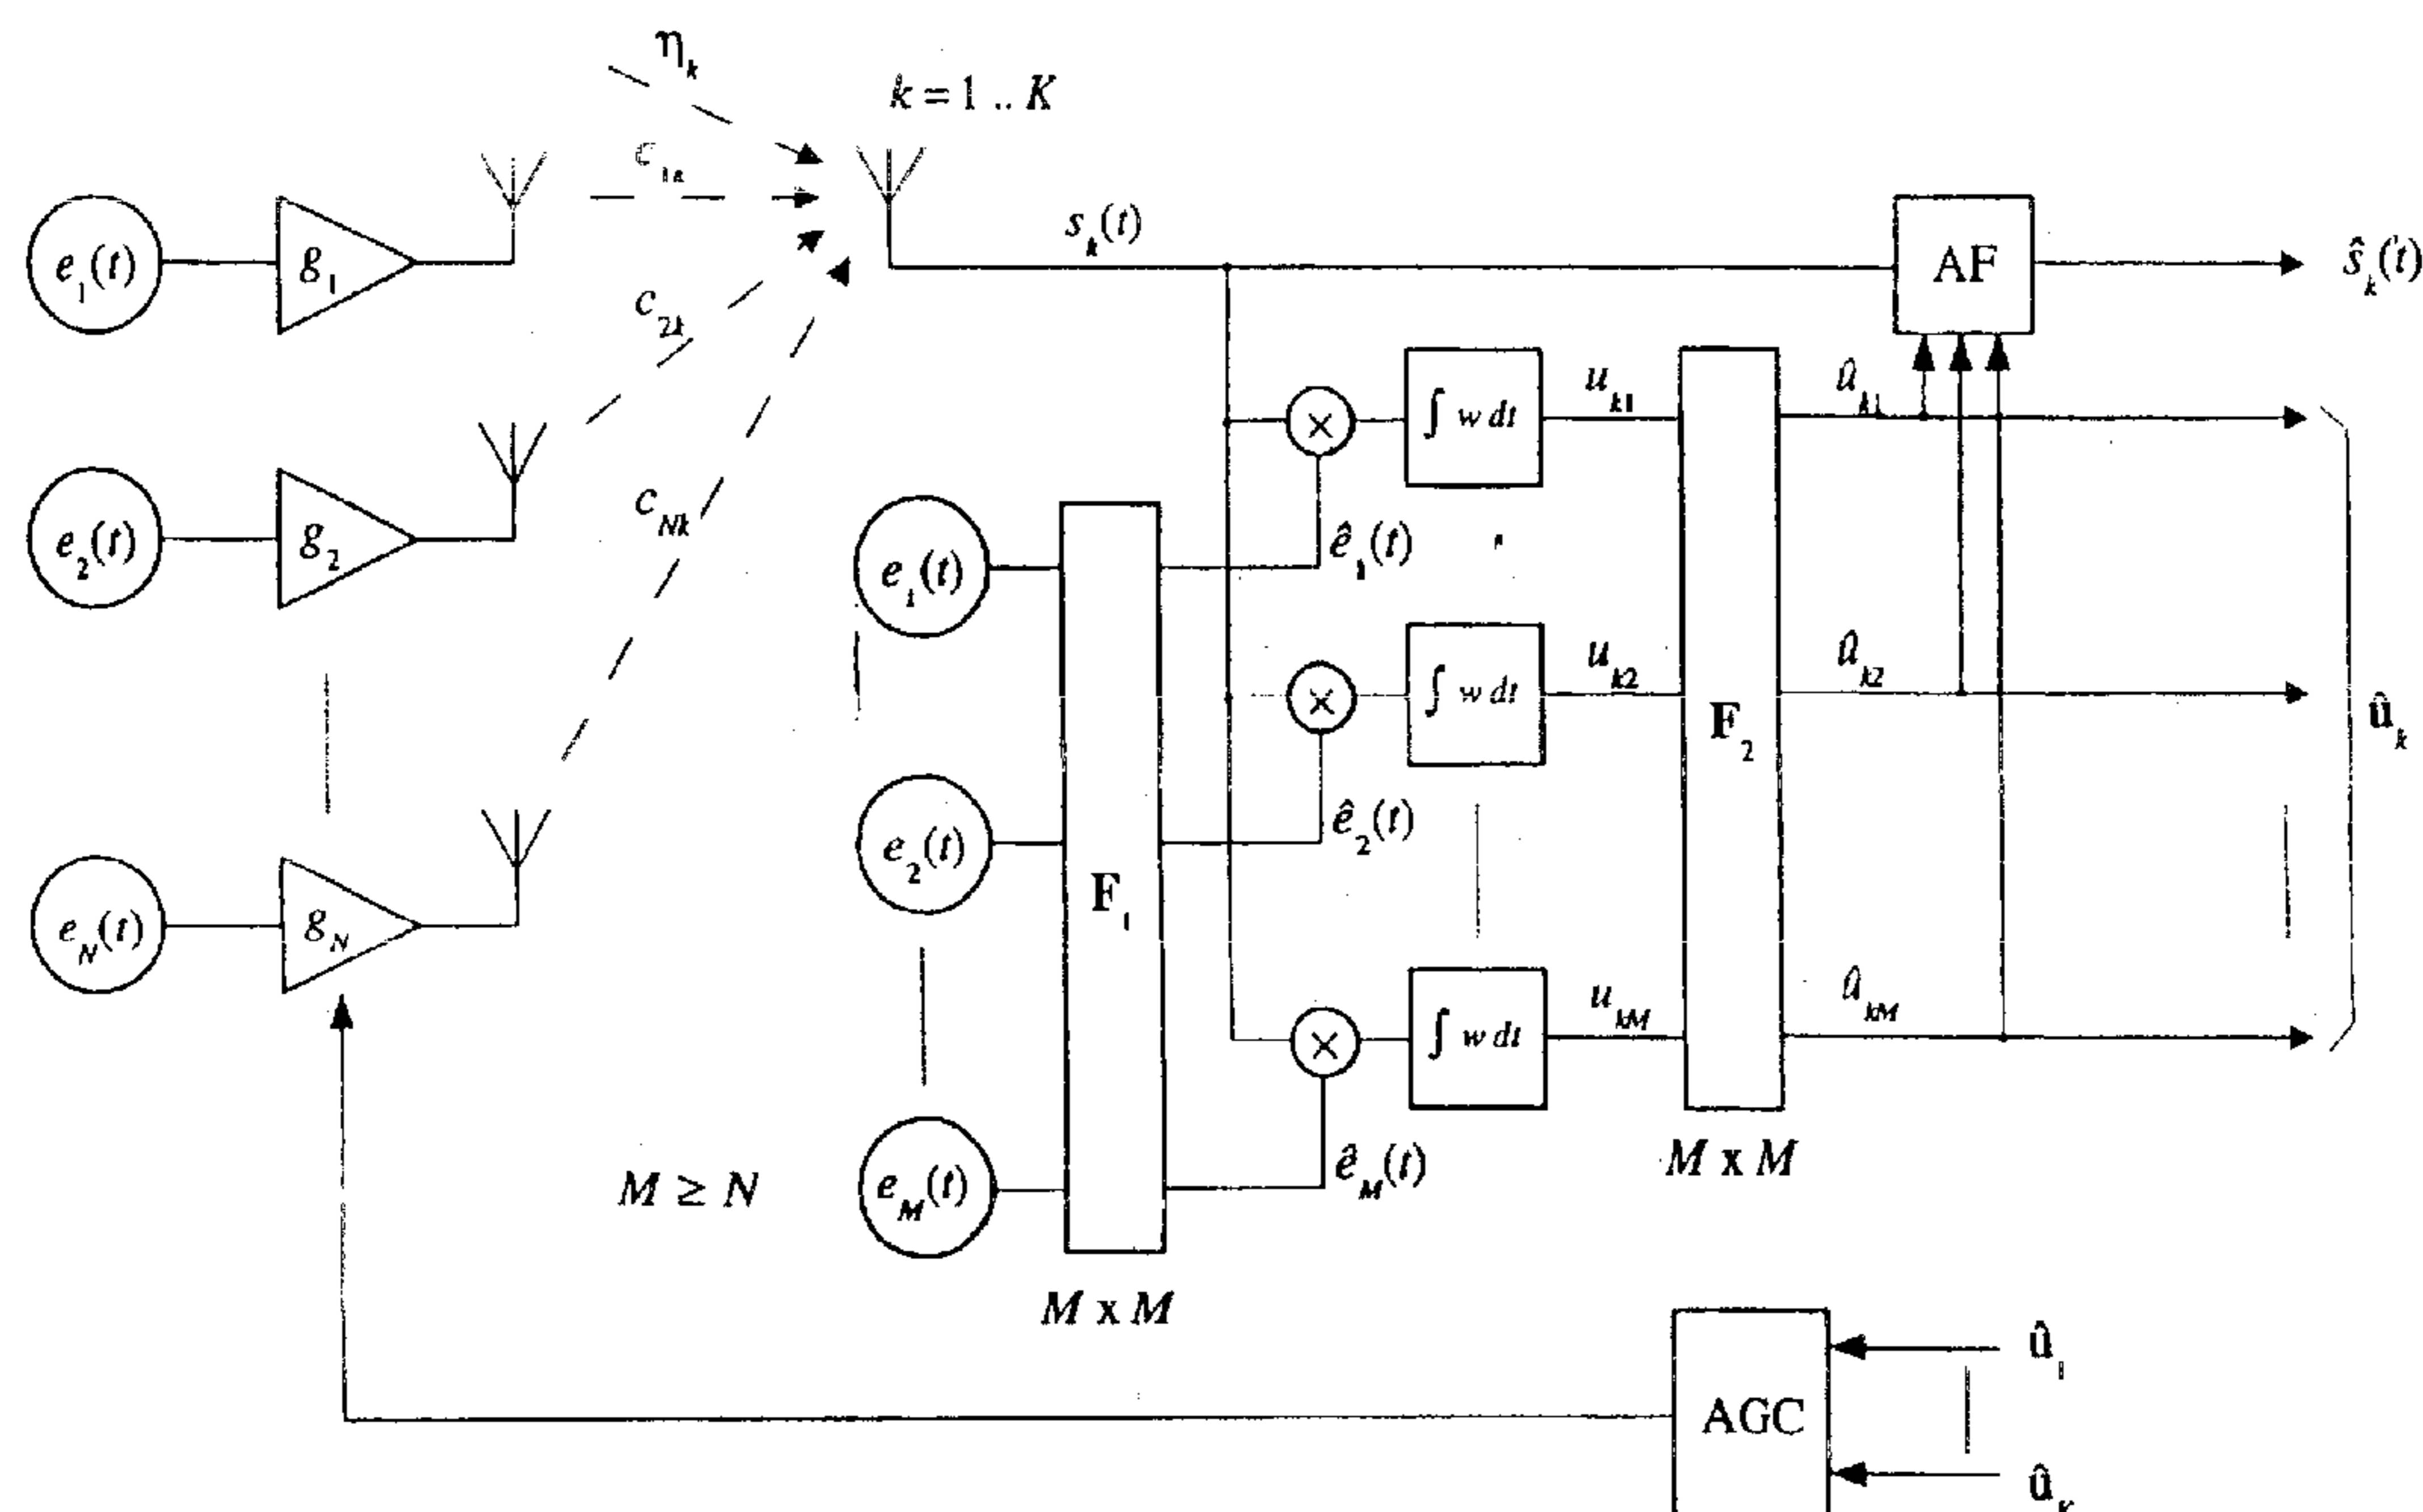 η_k
k = 1 .. K
c_1k
e_1(t)
g_1
s_k(t)
AF
ŝ_k(t)
c_2k
∫ w dt
u_k1
û_k1
×
e_2(t)
g_2
c_Nk
e_1(t)
ê_1(t)
∫ w dt
u_k2
û_k2
×
F_2
û_k
e_2(t)
ê_2(t)
F_1
e_N(t)
g_N
∫ w dt
u_kM
û_kM
×
M ≥ N
e_M(t)
ê_M(t)
M x M
M x M
AGC
û_1
û_K